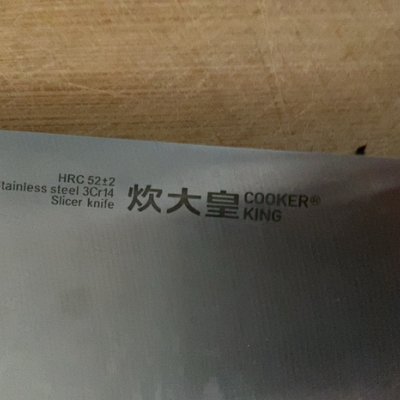 HRC 52±2
tainless steel 3Cr14
Slicer knife
炊大皇
COOKER®
KING